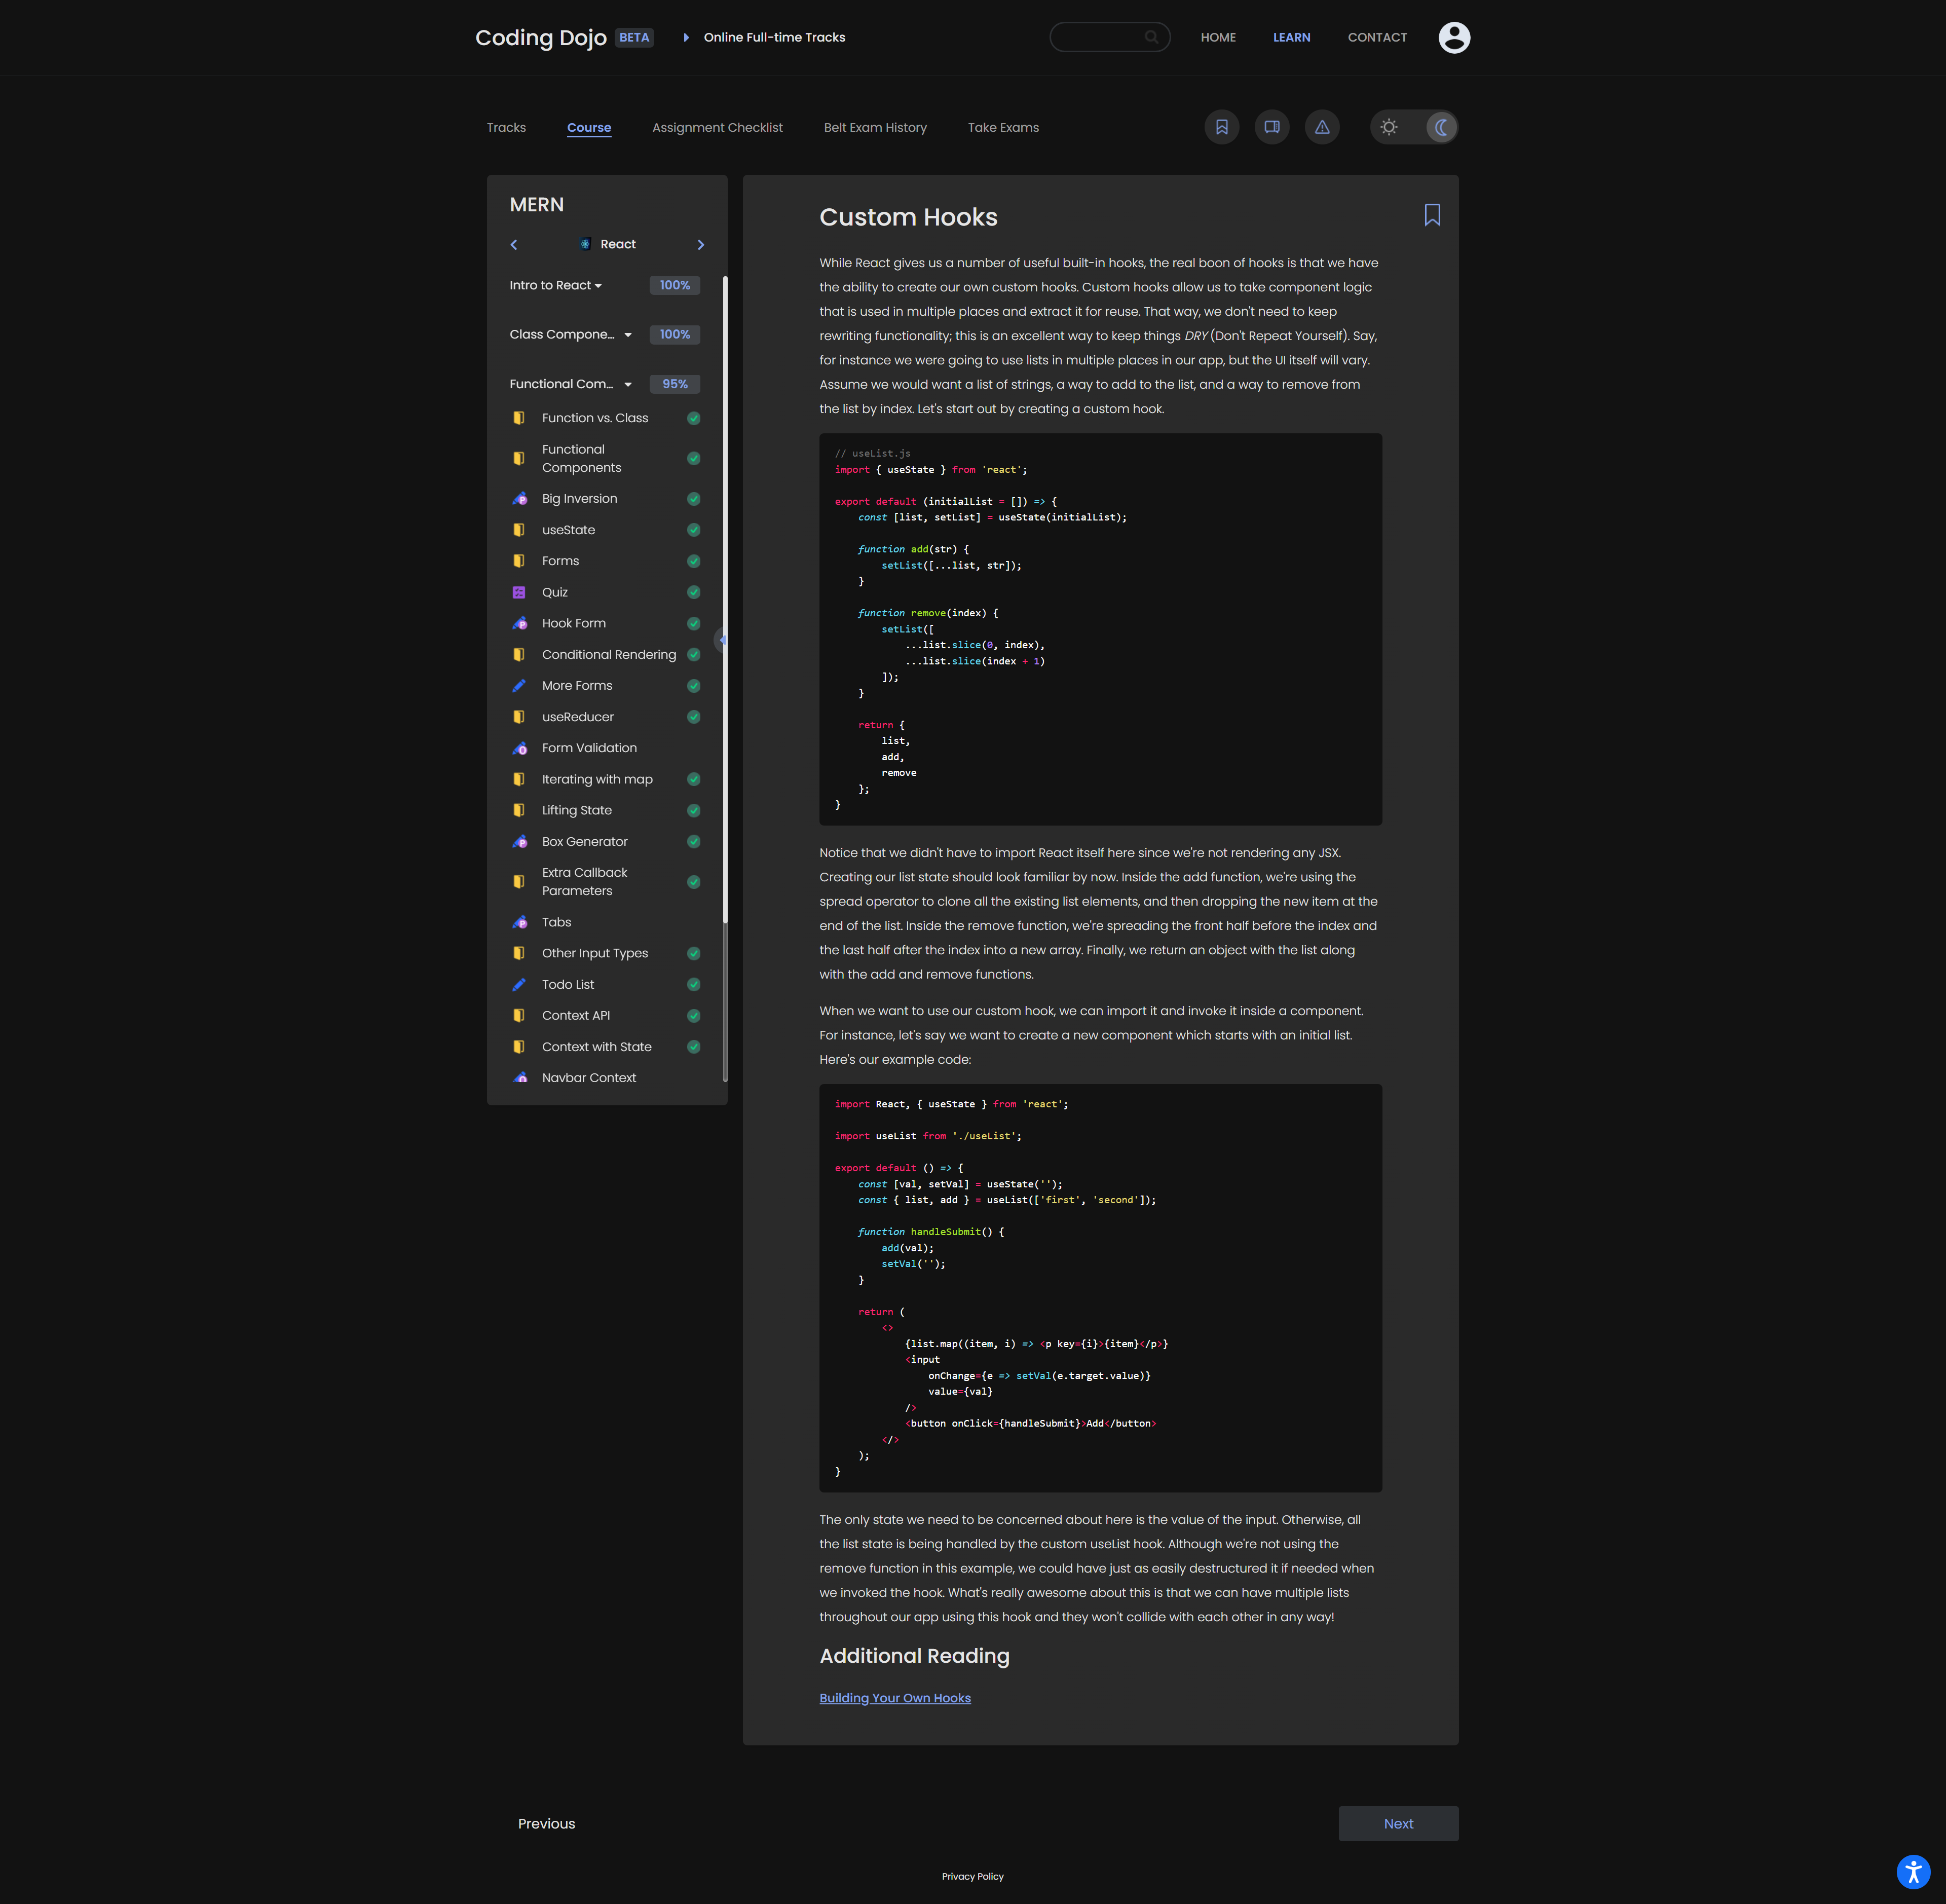 Coding Dojo BETA Online Full-time Tracks HOME LEARN CONTACT
Tracks Course Assignment Checklist Belt Exam History Take Exams
MERN
React
Intro to React 100%
Class Compone... 100%
Functional Com... 95%
Function vs. Class
Functional
Components
Big Inversion
useState
Forms
Quiz
Hook Form
Conditional Rendering
More Forms
useReducer
Form Validation
Iterating with map
Lifting State
Box Generator
Extra Callback
Parameters
Tabs
Other Input Types
Todo List
Context API
Context with State
Navbar Context
Custom Hooks
While React gives us a number of useful built-in hooks, the real boon of hooks is that we have
the ability to create our own custom hooks. Custom hooks allow us to take component logic
that is used in multiple places and extract it for reuse. That way, we don't need to keep
rewriting functionality; this is an excellent way to keep things DRY (Don't Repeat Yourself). Say,
for instance we were going to use lists in multiple places in our app, but the UI itself will vary.
Assume we would want a list of strings, a way to add to the list, and a way to remove from
the list by index. Let's start out by creating a custom hook.
// useList.js
import { useState } from 'react';
export default (initialList = []) => {
    const [list, setList] = useState(initialList);
    function add(str) {
        setList([...list, str]);
    }
    function remove(index) {
        setList([
            ...list.slice(0, index),
            ...list.slice(index + 1)
        ]);
    }
    return {
        list,
        add,
        remove
    };
}
Notice that we didn't have to import React itself here since we're not rendering any JSX.
Creating our list state should look familiar by now. Inside the add function, we're using the
spread operator to clone all the existing list elements, and then dropping the new item at the
end of the list. Inside the remove function, we're spreading the front half before the index and
the last half after the index into a new array. Finally, we return an object with the list along
with the add and remove functions.
When we want to use our custom hook, we can import it and invoke it inside a component.
For instance, let's say we want to create a new component which starts with an initial list.
Here's our example code:
import React, { useState } from 'react';
import useList from './useList';
export default () => {
    const [val, setVal] = useState('');
    const { list, add } = useList(['first', 'second']);
    function handleSubmit() {
        add(val);
        setVal('');
    }
    return (
        <>
            {list.map((item, i) => <p key={i}>{item}</p>}
            <input
                onChange={e => setVal(e.target.value)}
                value={val}
            />
            <button onClick={handleSubmit}>Add</button>
        </>
    );
}
The only state we need to be concerned about here is the value of the input. Otherwise, all
the list state is being handled by the custom useList hook. Although we're not using the
remove function in this example, we could have just as easily destructured it if needed when
we invoked the hook. What's really awesome about this is that we can have multiple lists
throughout our app using this hook and they won't collide with each other in any way!
Additional Reading
Building Your Own Hooks
Previous Next
Privacy Policy